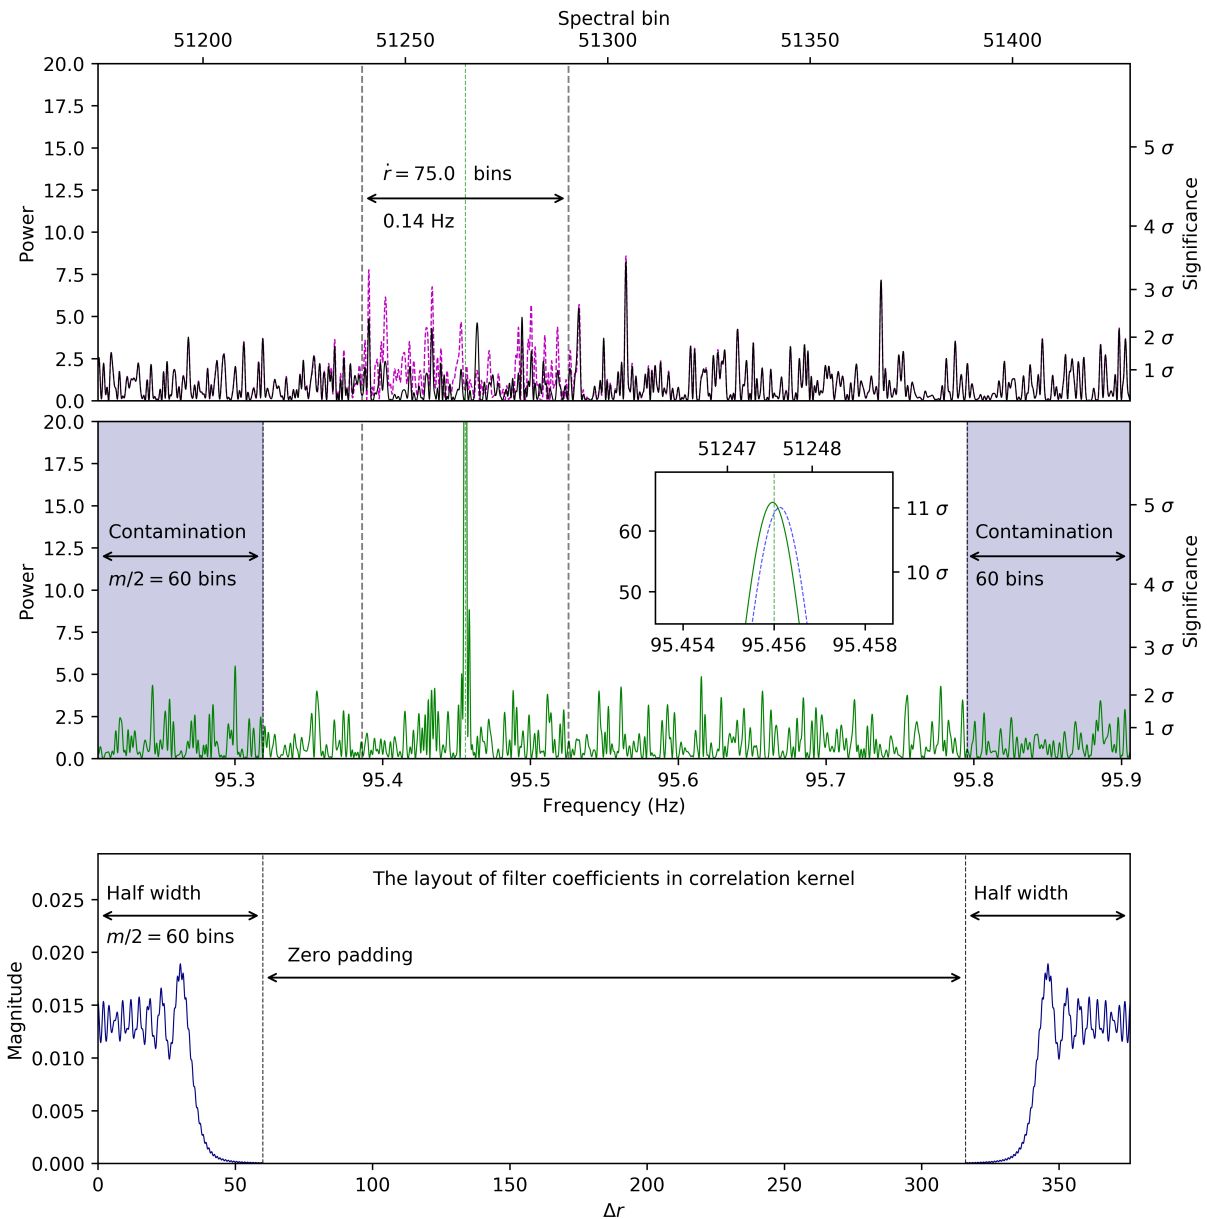 Spectral bin
51200 51250 51300 51350 51400
20.0
17.5
15.0
12.5
10.0
7.5
5.0
2.5
0.0
Power
ṙ = 75.0 bins
0.14 Hz
5 σ
4 σ
3 σ
2 σ
1 σ
Significance
20.0
17.5
15.0
12.5
10.0
7.5
5.0
2.5
0.0
Power
Contamination
m/2 = 60 bins
51247 51248
60
50
11 σ
10 σ
95.454 95.456 95.458
Contamination
60 bins
5 σ
4 σ
3 σ
2 σ
1 σ
Significance
95.3 95.4 95.5 95.6 95.7 95.8 95.9
Frequency (Hz)
The layout of filter coefficients in correlation kernel
Half width
m/2 = 60 bins
Zero padding
Half width
0.025
0.020
0.015
0.010
0.005
0.000
Magnitude
0 50 100 150 200 250 300 350
Δr